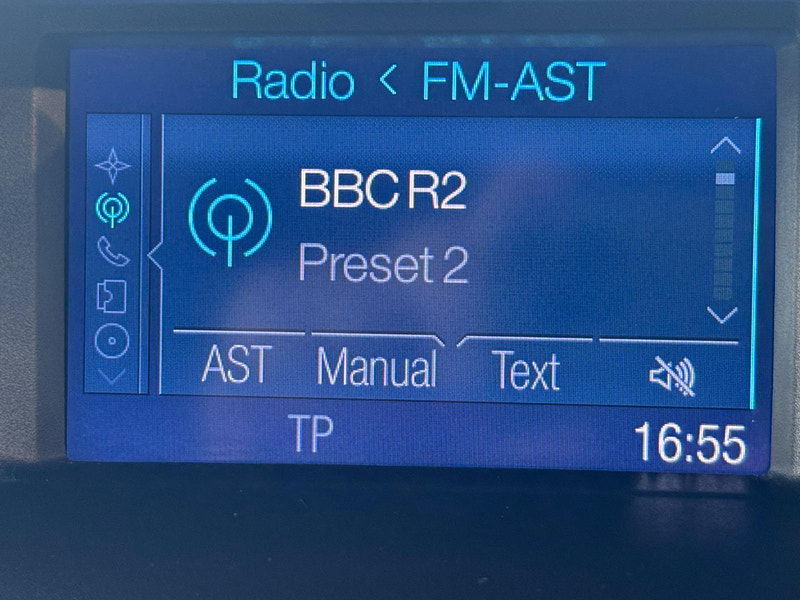 Radio < FM-AST
BBC R2
Preset 2
AST Manual Text
TP 16:55